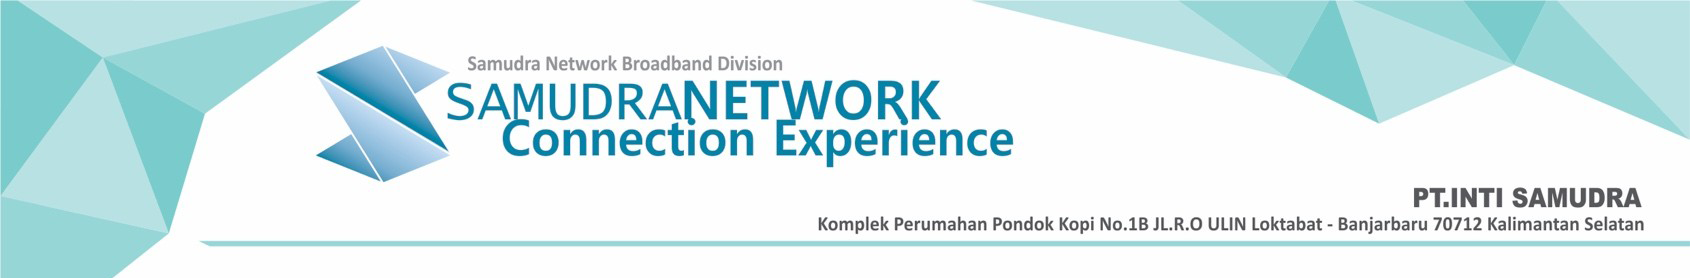 Samudra Network Broadband Division
SAMUDRANETWORK
Connection Experience
PT.INTI SAMUDRA
Komplek Perumahan Pondok Kopi No.1B JL.R.O ULIN Loktabat - Banjarbaru 70712 Kalimantan Selatan